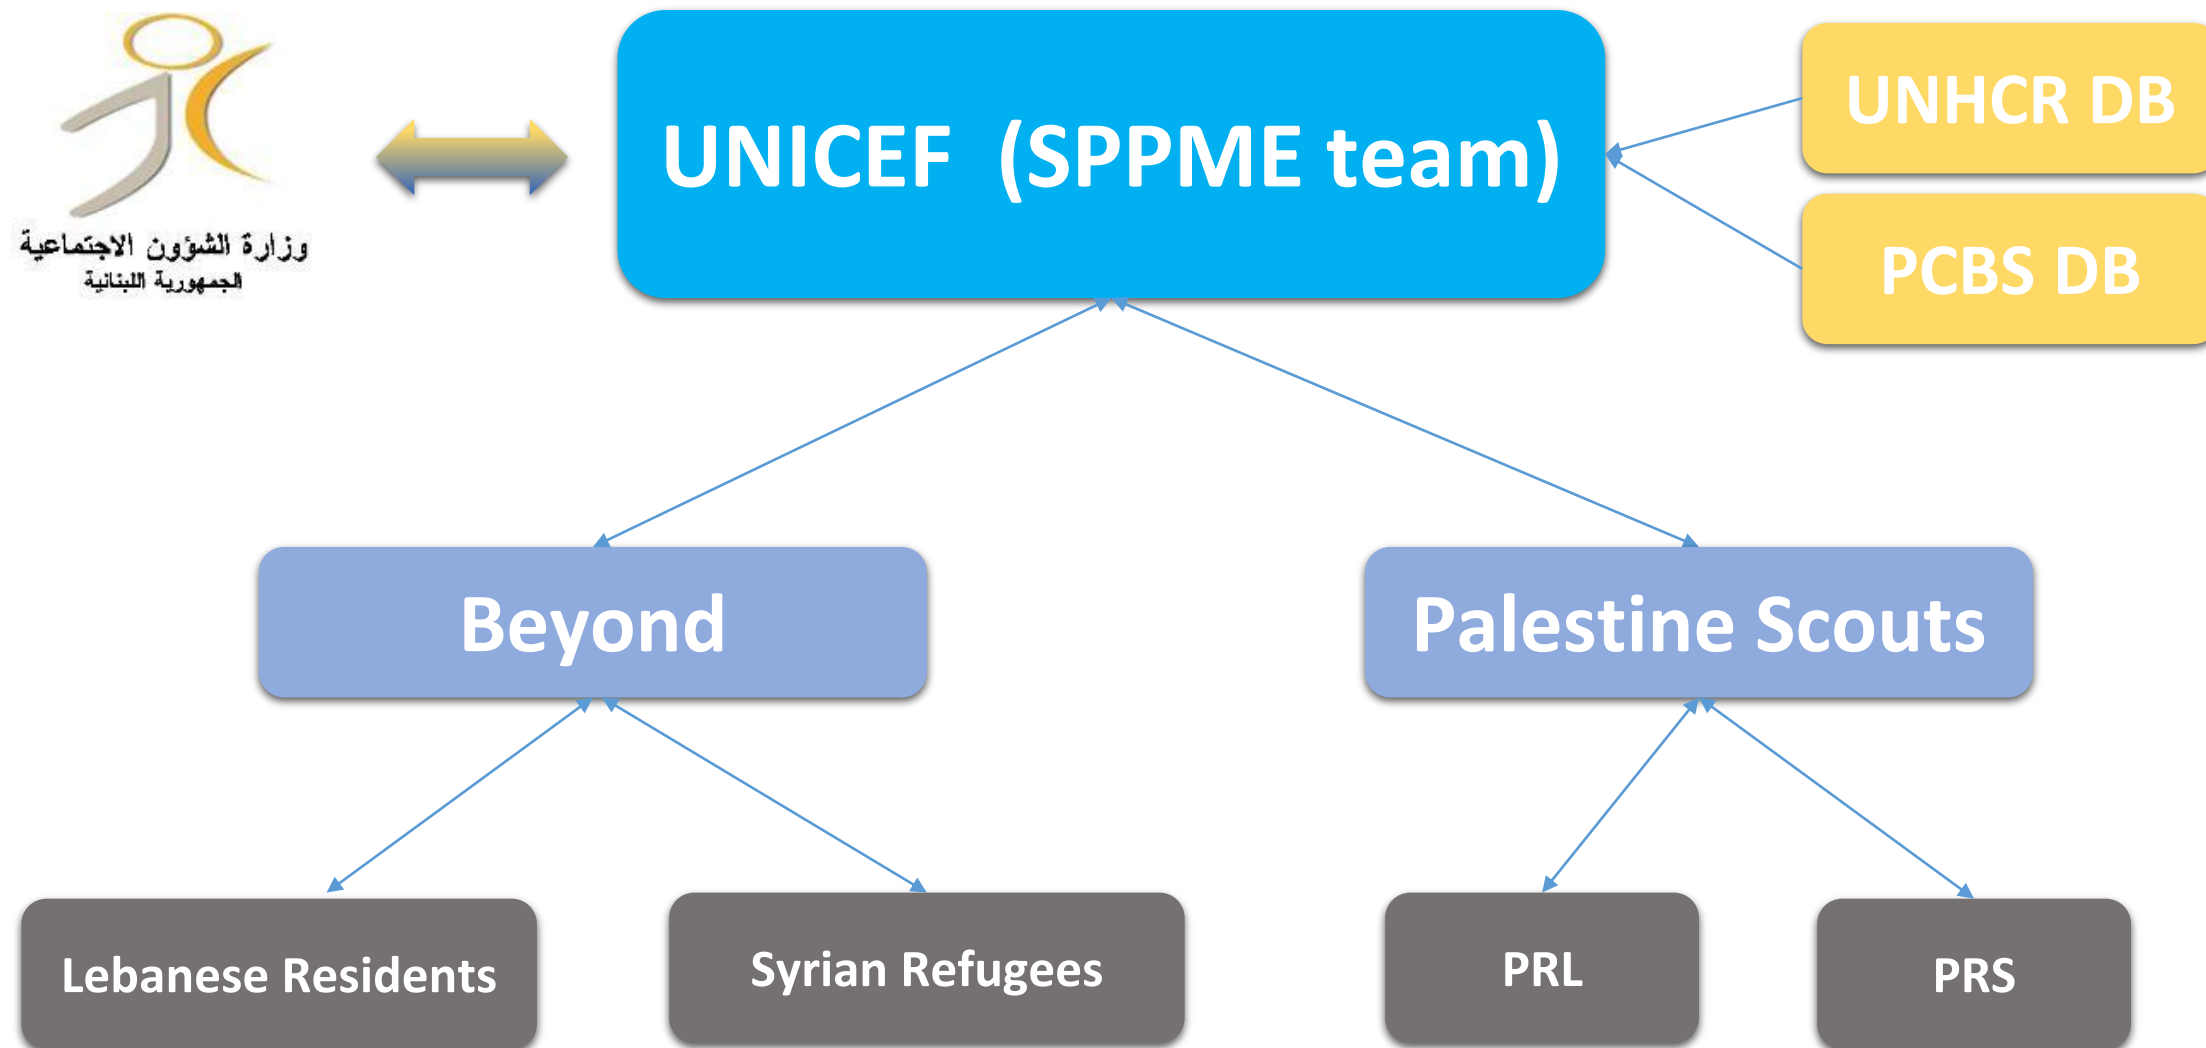 وزارة الشؤون الاجتماعية
الجمهورية اللبنانية
UNICEF (SPPME team)
UNHCR DB
PCBS DB
Beyond
Palestine Scouts
Lebanese Residents
Syrian Refugees
PRL
PRS